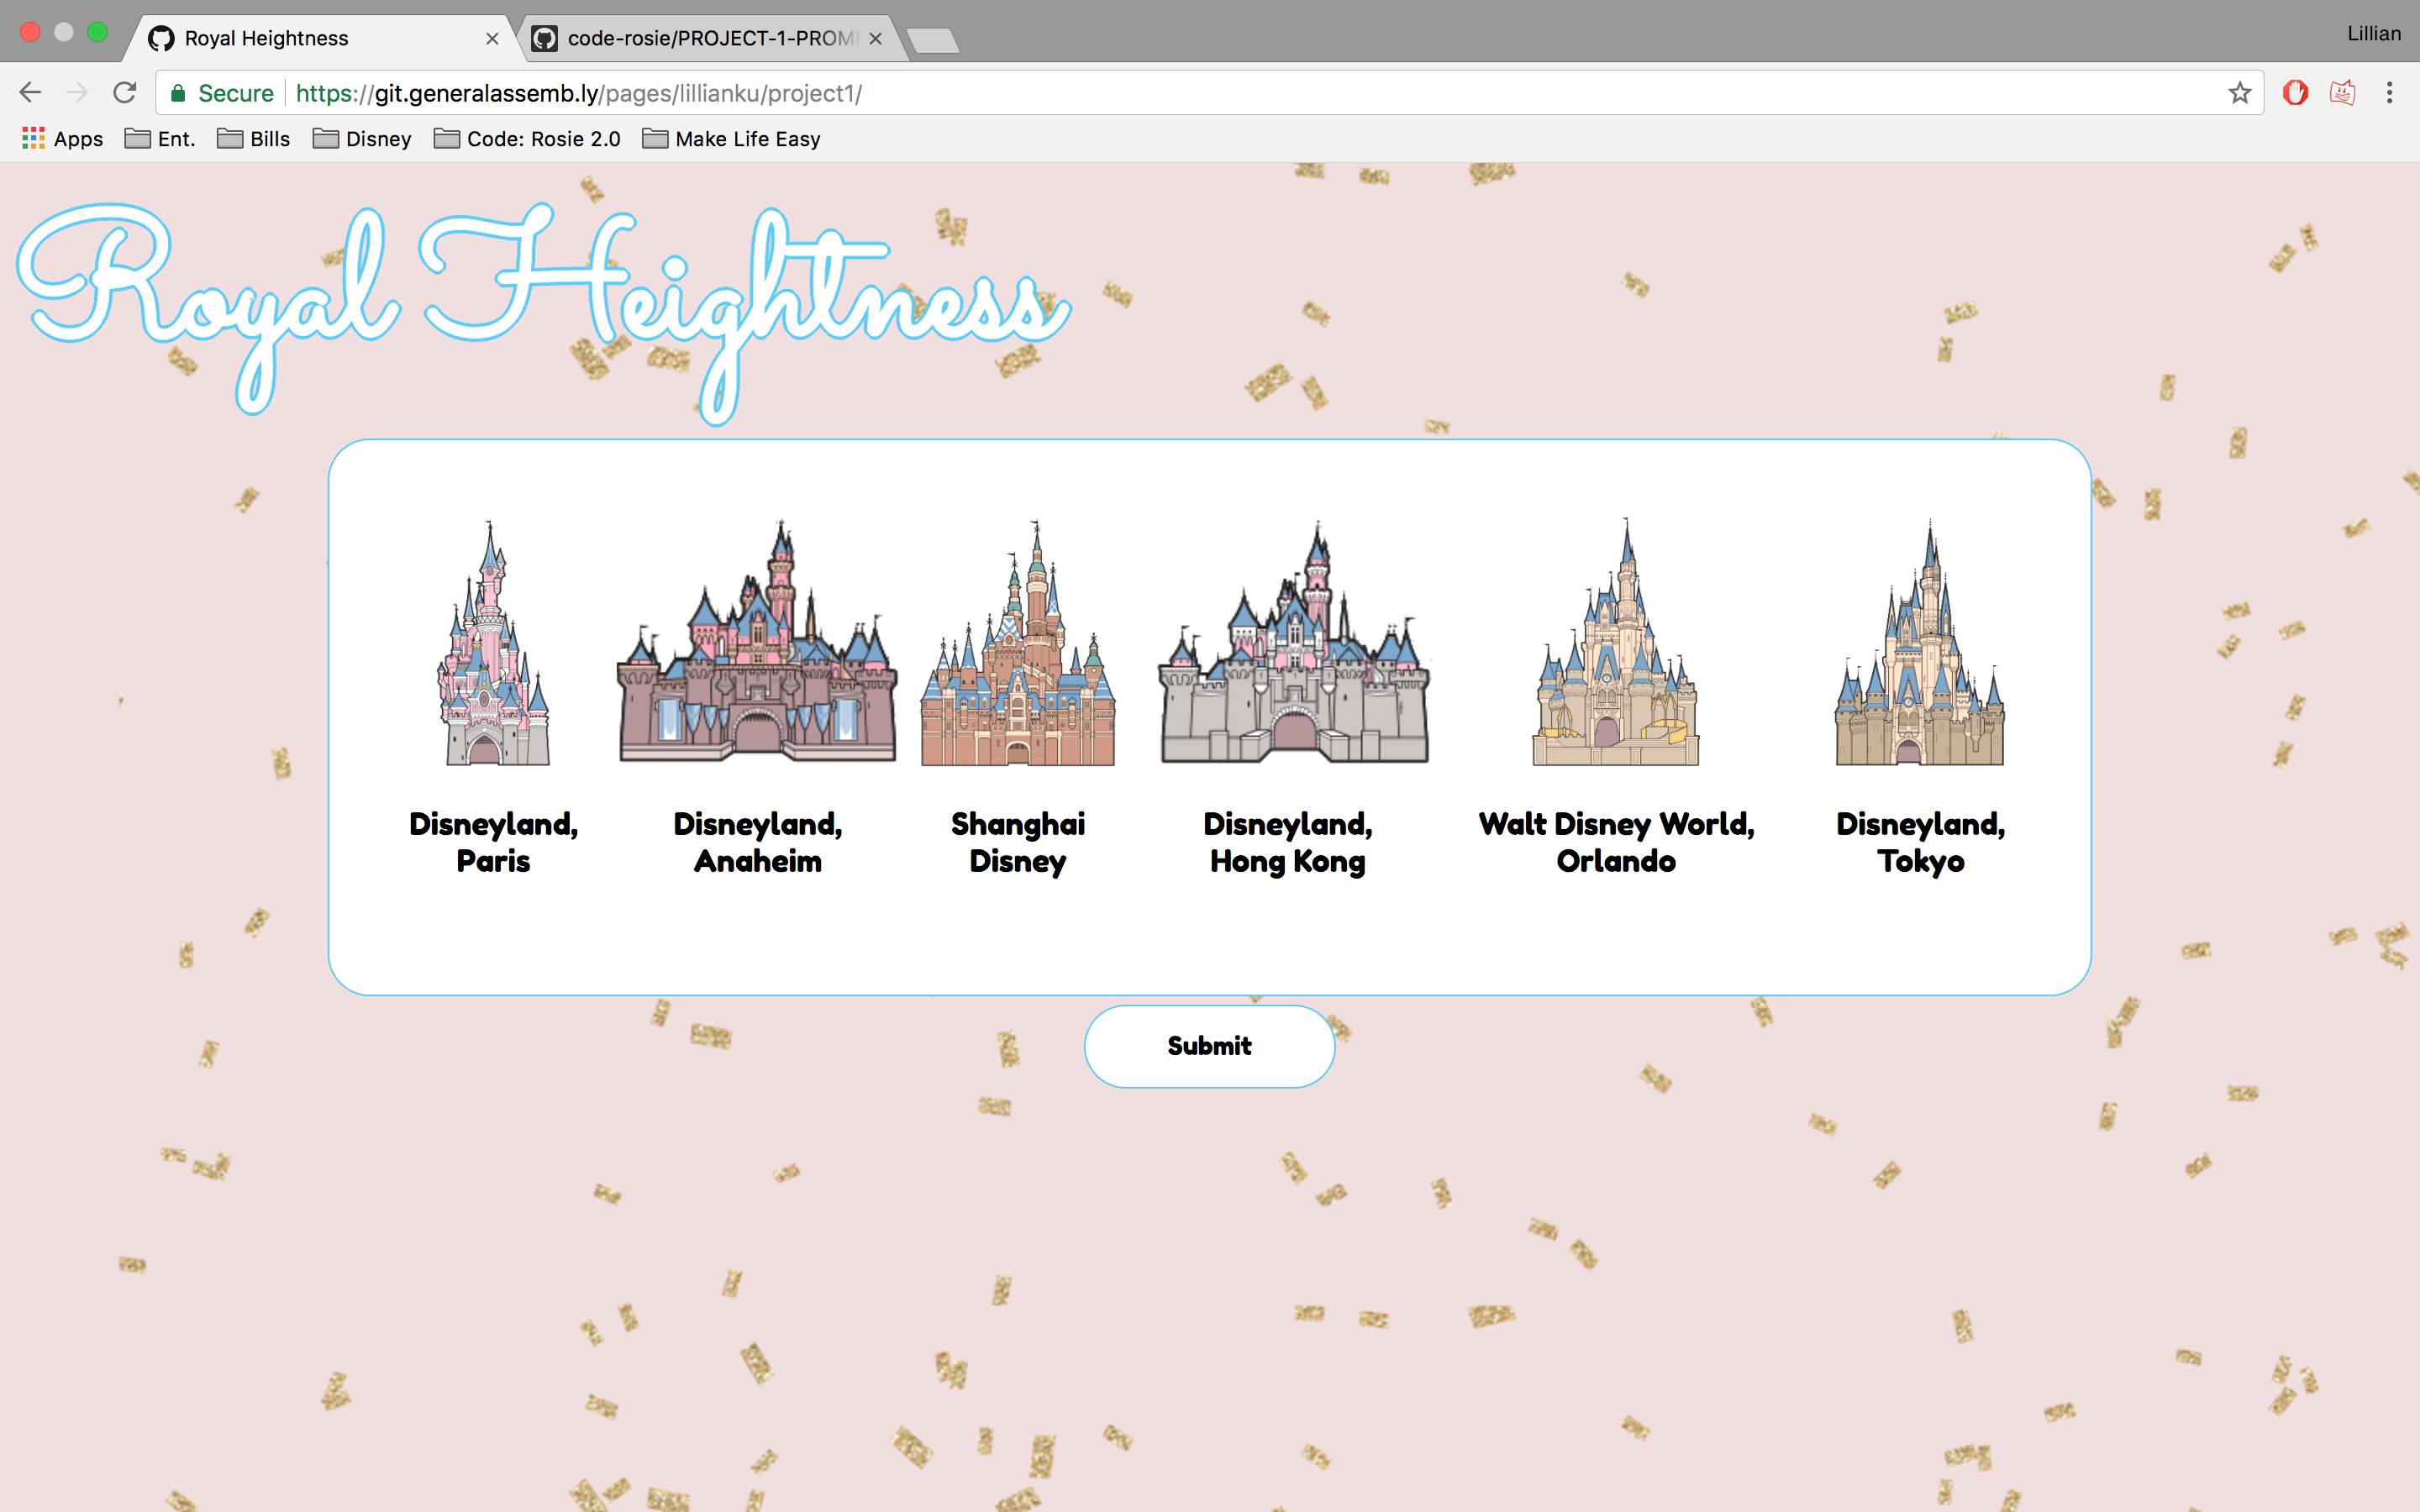 Royal Heightness
code-rosie/PROJECT-1-PROM
Lillian
Secure
https://git.generalassemb.ly/pages/lillianku/project1/
Apps
Ent.
Bills
Disney
Code: Rosie 2.0
Make Life Easy
Royal Heightness
Disneyland,
Paris
Disneyland,
Anaheim
Shanghai
Disney
Disneyland,
Hong Kong
Walt Disney World,
Orlando
Disneyland,
Tokyo
Submit